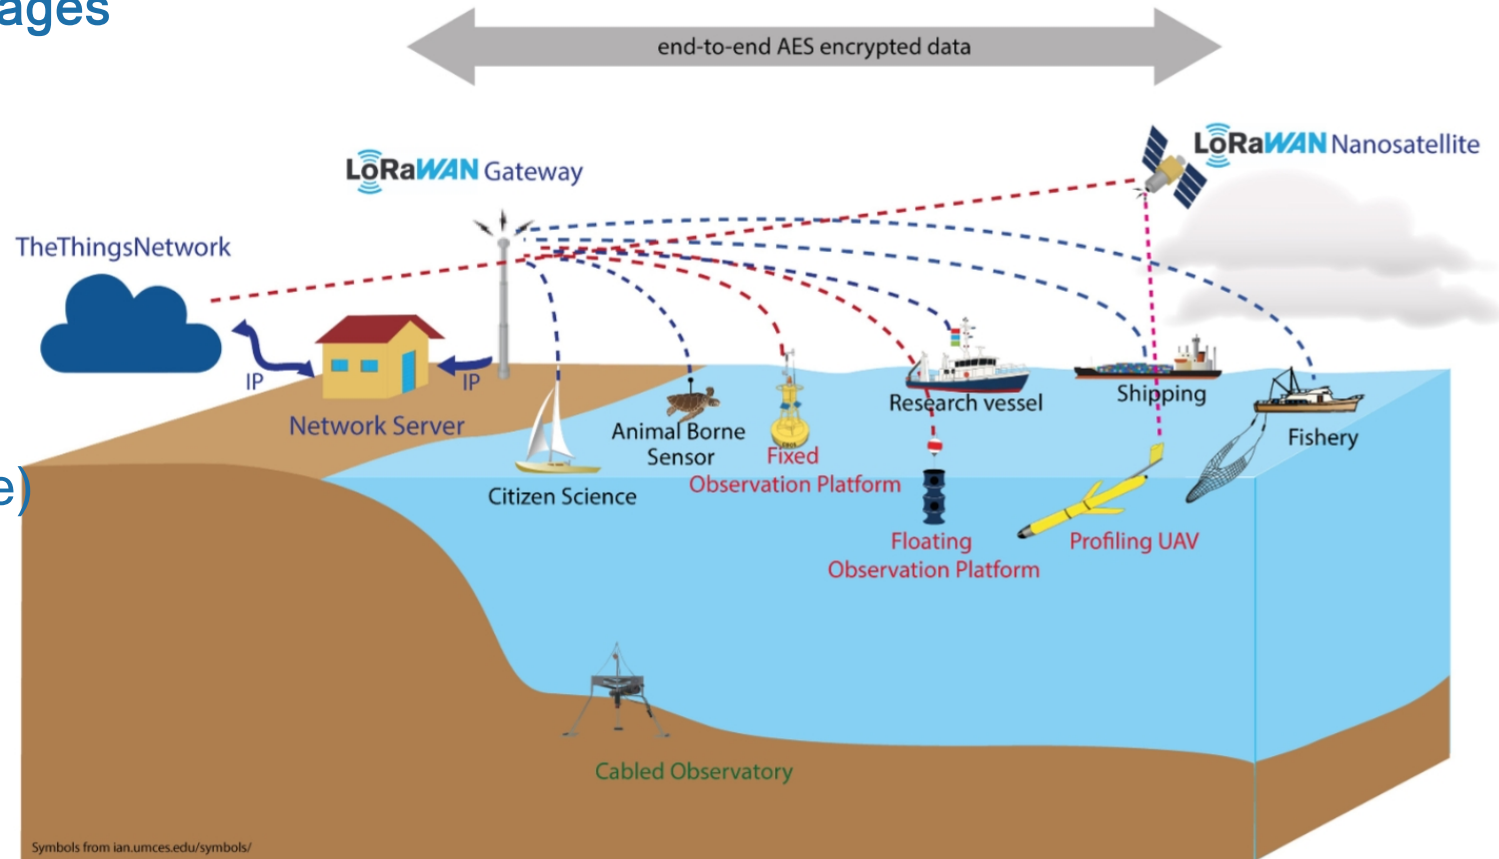 ages
end-to-end AES encrypted data
LoRaWAN Nanosatellite
LoRaWAN Gateway
TheThingsNetwork
IP
IP
Network Server
Research vessel
Shipping
Animal Borne
Sensor
Fishery
Fixed
Observation Platform
Citizen Science
e)
Floating
Observation Platform
Profiling UAV
Cabled Observatory
Symbols from ian.umces.edu/symbols/